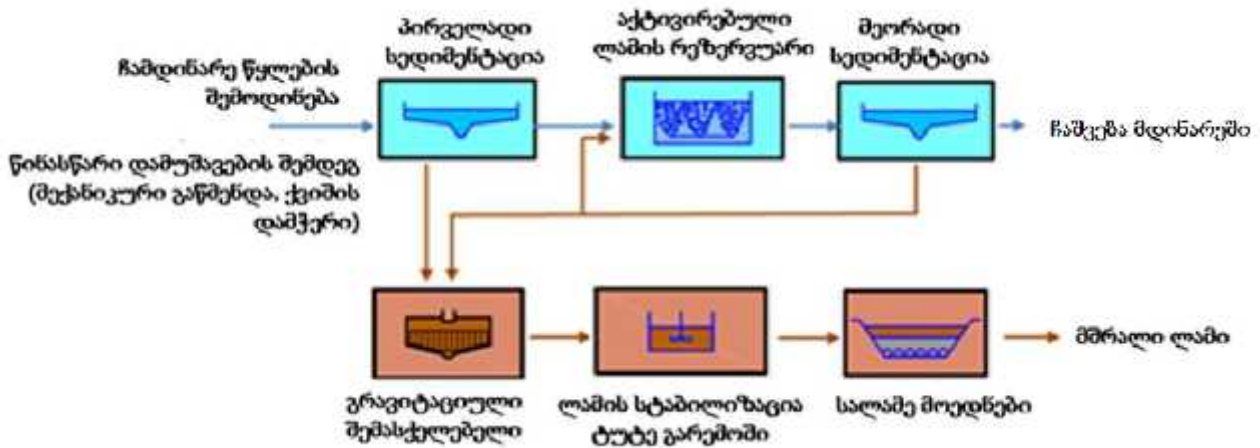 პირველადი
სედიმენტაცია
აქტივირებული
ლამის რეზერვუარი
მეორადი
სედიმენტაცია
ჩამდინარე წყლების
შემოდინება
ჩაშვება მდინარეში
წინასწარი დამუშავების შემდეგ
(მექანიკური გაწმენდა, ქვიშის
დამჭერი)
მშრალი ლამი
გრავიტაციული
შემასქელებელი
ლამის სტაბილიზაცია
ტუტე გარემოში
სალამე მოედნები